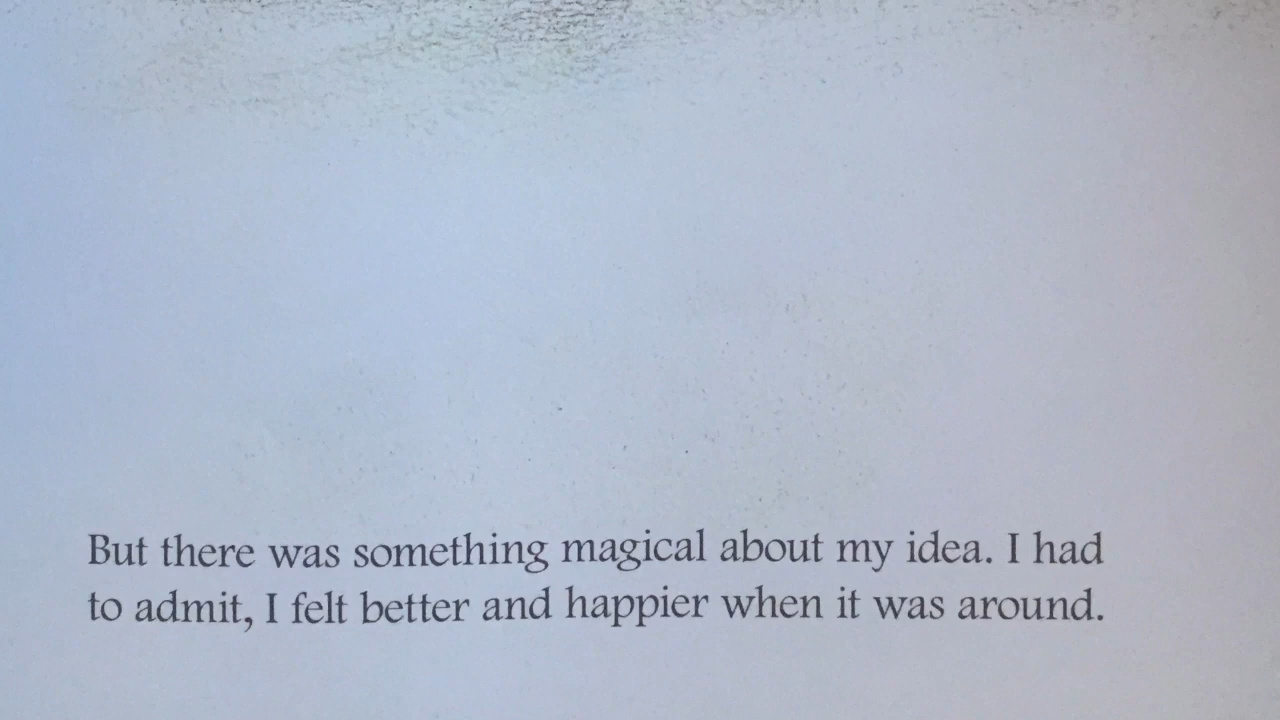 But there was something magical about my idea. I had
to admit, I felt better and happier when it was around.